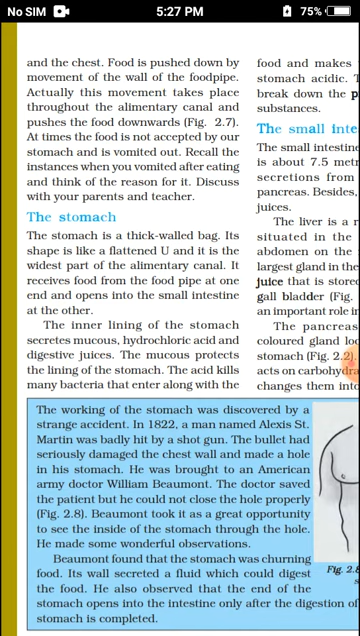 No SIM
5:27 PM
75%
and the chest. Food is pushed down by
movement of the wall of the foodpipe.
Actually this movement takes place
throughout the alimentary canal and
pushes the food downwards (Fig. 2.7).
At times the food is not accepted by our
stomach and is vomited out. Recall the
instances when you vomited after eating
and think of the reason for it. Discuss
with your parents and teacher.
The stomach
The stomach is a thick-walled bag. Its
shape is like a flattened U and it is the
widest part of the alimentary canal. It
receives food from the food pipe at one
end and opens into the small intestine
at the other.
The inner lining of the stomach
secretes mucous, hydrochloric acid and
digestive juices. The mucous protects
the lining of the stomach. The acid kills
many bacteria that enter along with the
food and makes
stomach acidic.
break down the
substances.
The small
The small intestine
is about 7.5
secretions from
pancreas. Besides,
juices.
The liver is a
situated in the
abdomen on the
largest gland in the
juice that is
gall bladder (Fig.
an important role
The pancreas
coloured gland
stomach (Fig. 2.2).
acts on
changes them
The working of the stomach was discovered by a
strange accident. In 1822, a man named Alexis St.
Martin was badly hit by a shot gun. The bullet had
seriously damaged the chest wall and made a hole
in his stomach. He was brought to an American
army doctor William Beaumont. The doctor saved
the patient but he could not close the hole properly
(Fig. 2.8). Beaumont took it as a great opportunity
to see the inside of the stomach through the hole.
He made some wonderful observations.
Beaumont found that the stomach was churning
food. Its wall secreted a fluid which could digest
the food. He also observed that the end of the
stomach opens into the intestine only after the digestion of
stomach is completed.
Fig. 2.8